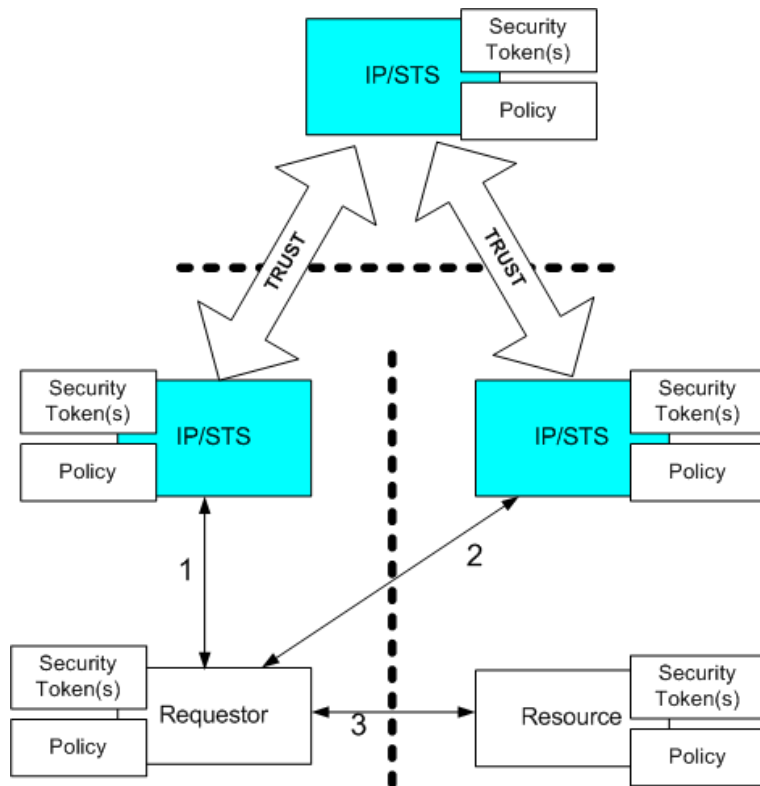 Security
Token(s)
IP/STS
Policy
TRUST
TRUST
Security
Token(s)
IP/STS
Policy
Security
Token(s)
IP/STS
Policy
1
2
Security
Token(s)
Requestor
Policy
3
Security
Token(s)
Resource
Policy